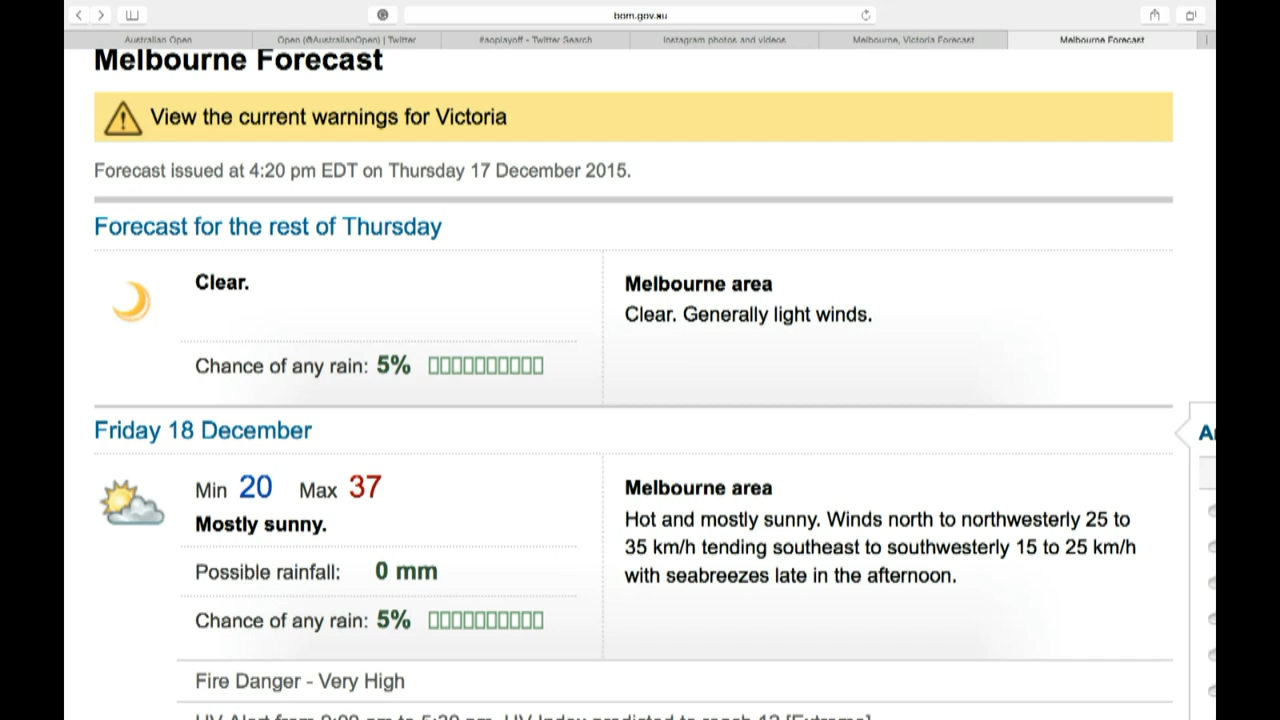 bom.gov.au
Australian Open
Open (@AustralianOpen) | Twitter
#aoplayoff - Twitter Search
Instagram photos and videos
Melbourne, Victoria Forecast
Melbourne Forecast
Melbourne Forecast
View the current warnings for Victoria
Forecast issued at 4:20 pm EDT on Thursday 17 December 2015.
Forecast for the rest of Thursday
Clear.
Chance of any rain: 5%
Melbourne area
Clear. Generally light winds.
Friday 18 December
Min 20 Max 37
Mostly sunny.
Possible rainfall: 0 mm
Chance of any rain: 5%
Melbourne area
Hot and mostly sunny. Winds north to northwesterly 25 to
35 km/h tending southeast to southwesterly 15 to 25 km/h
with seabreezes late in the afternoon.
Fire Danger - Very High